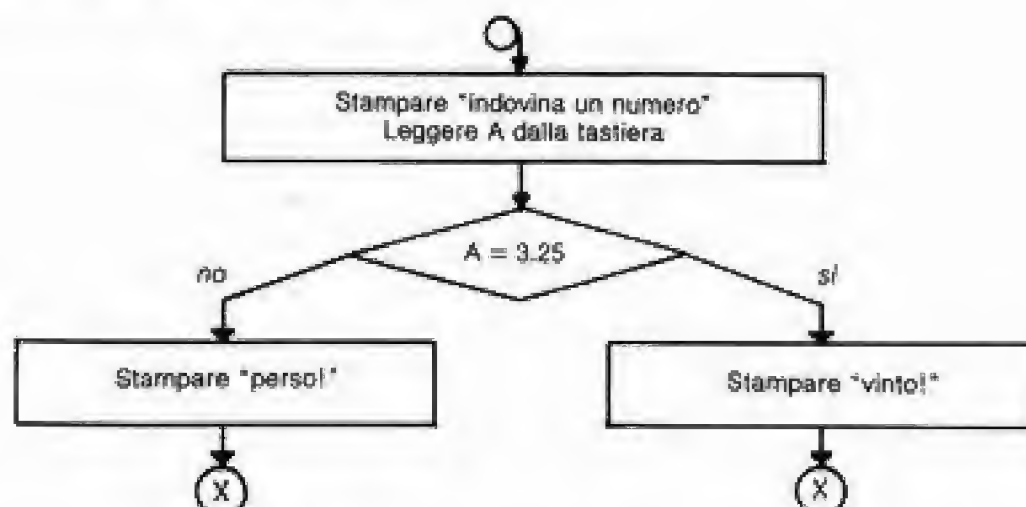 Stampare "indovina un numero"
Leggere A dalla tastiera
A = 3.25
no
si
Stampare "perso!"
Stampare "vinto!"
X
X